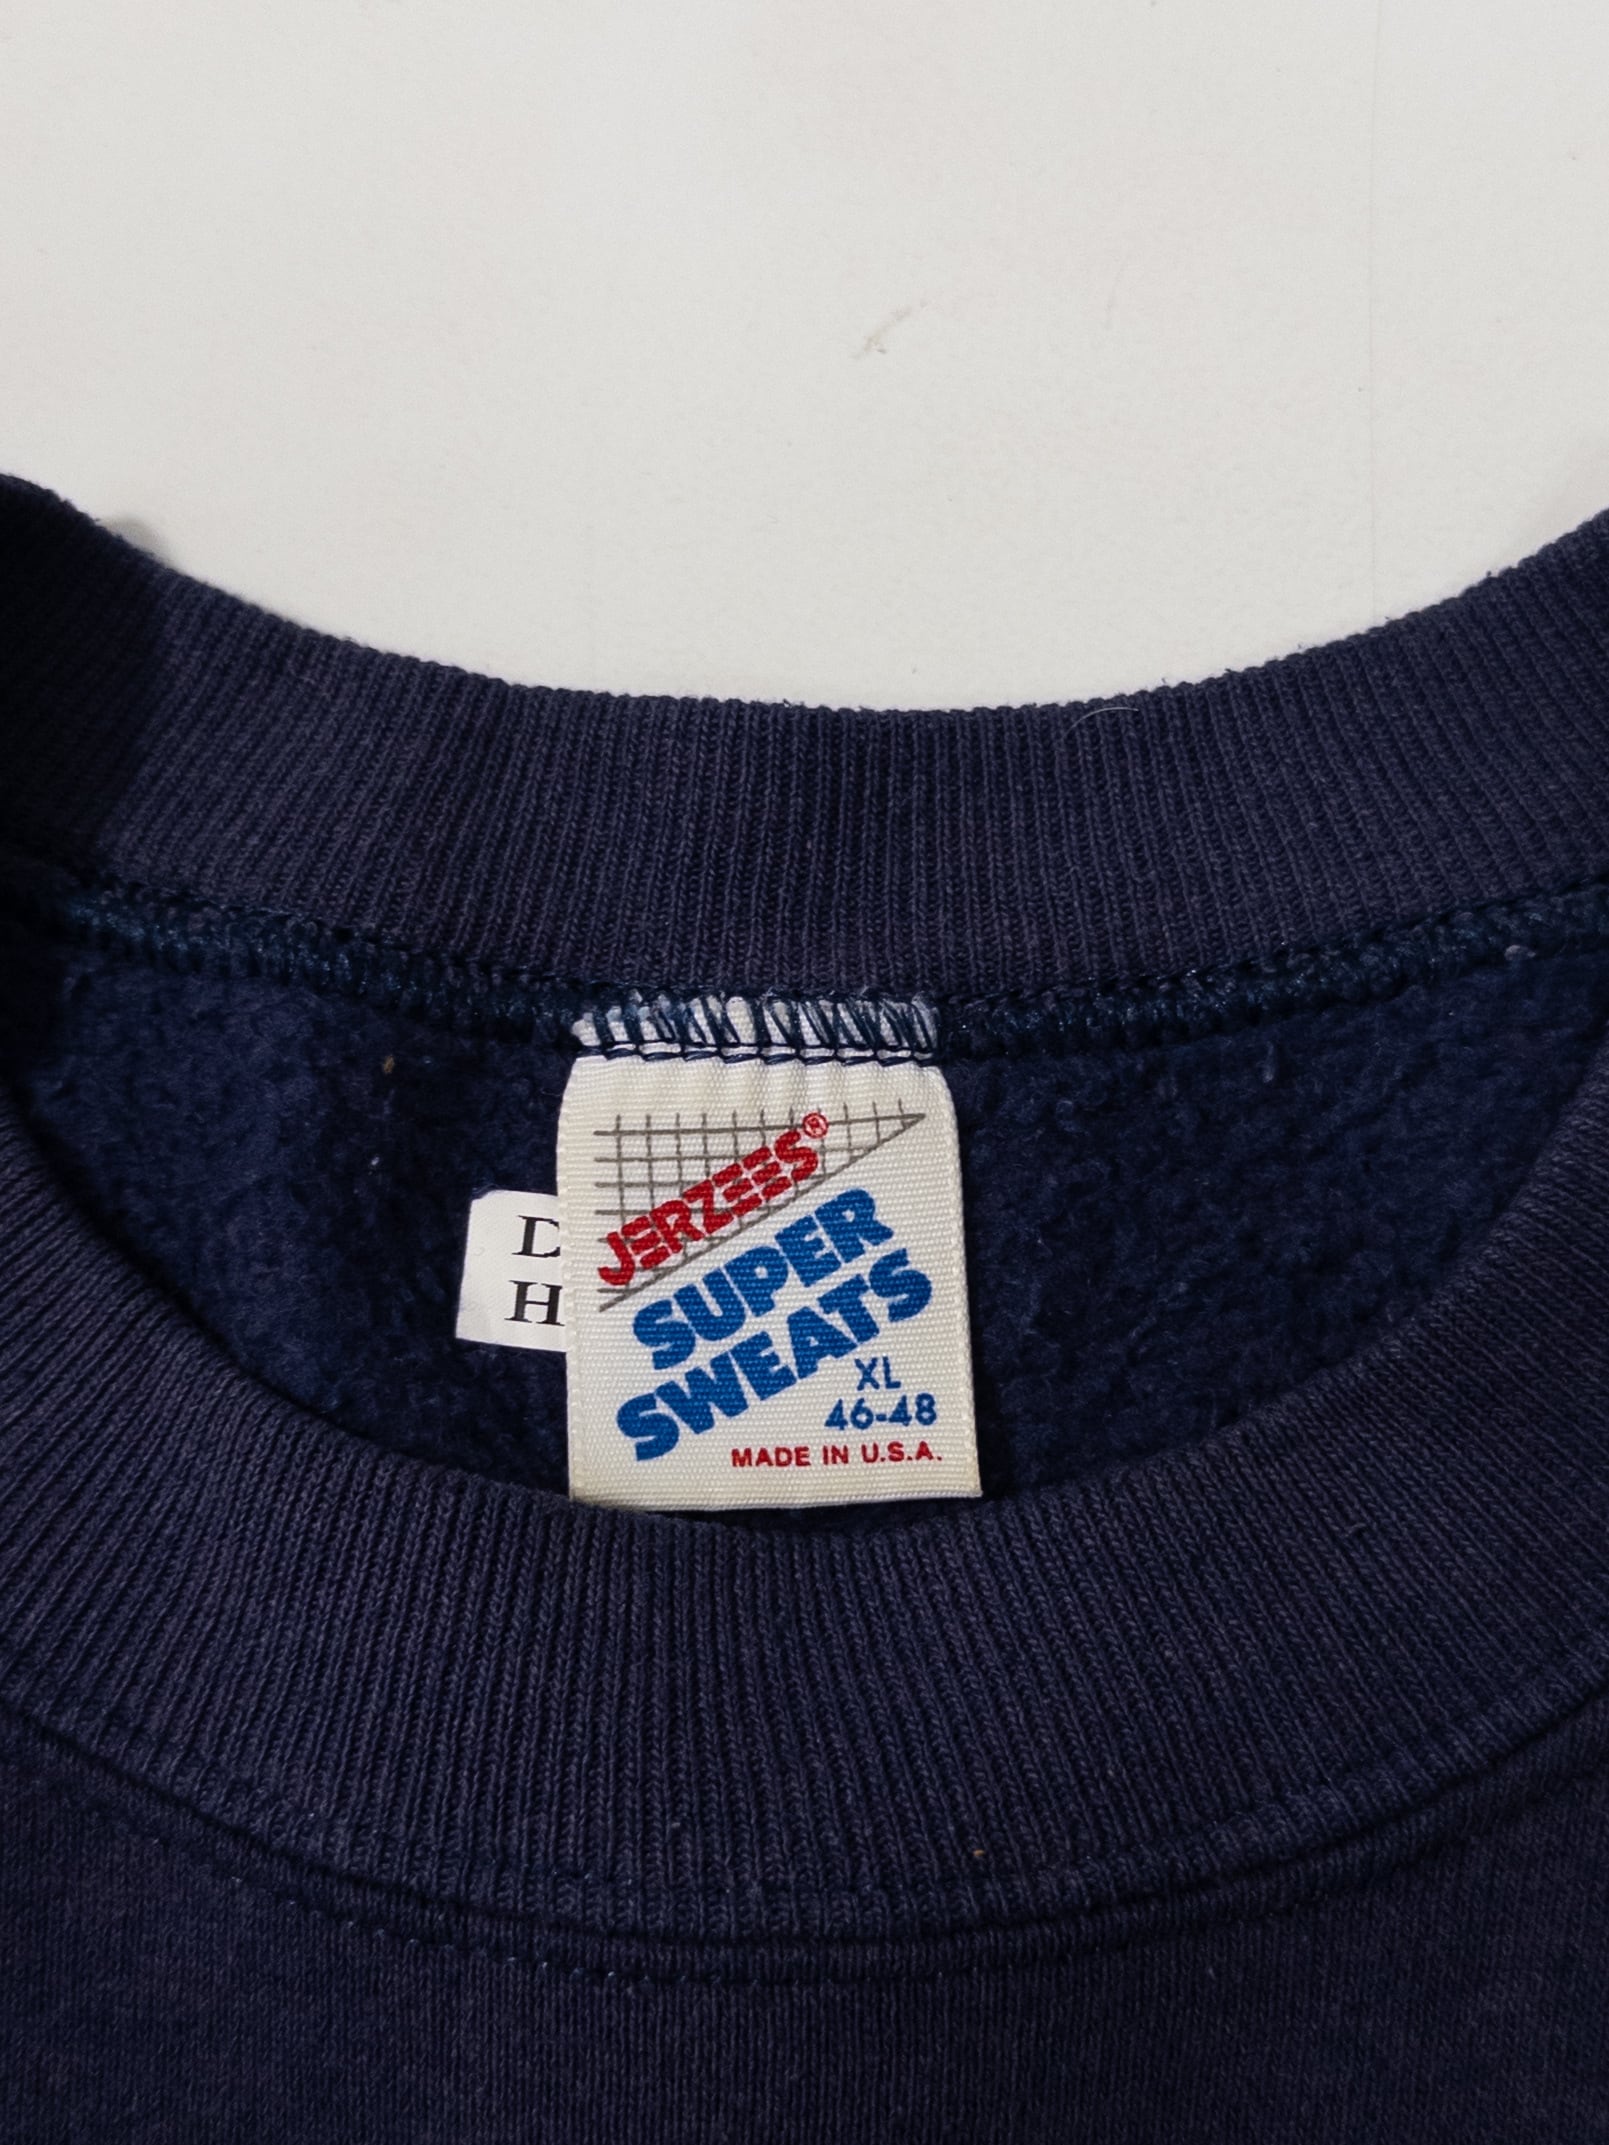 JERZEES®
SUPER
SWEATS
XL
46-48
MADE IN U.S.A.
D
H